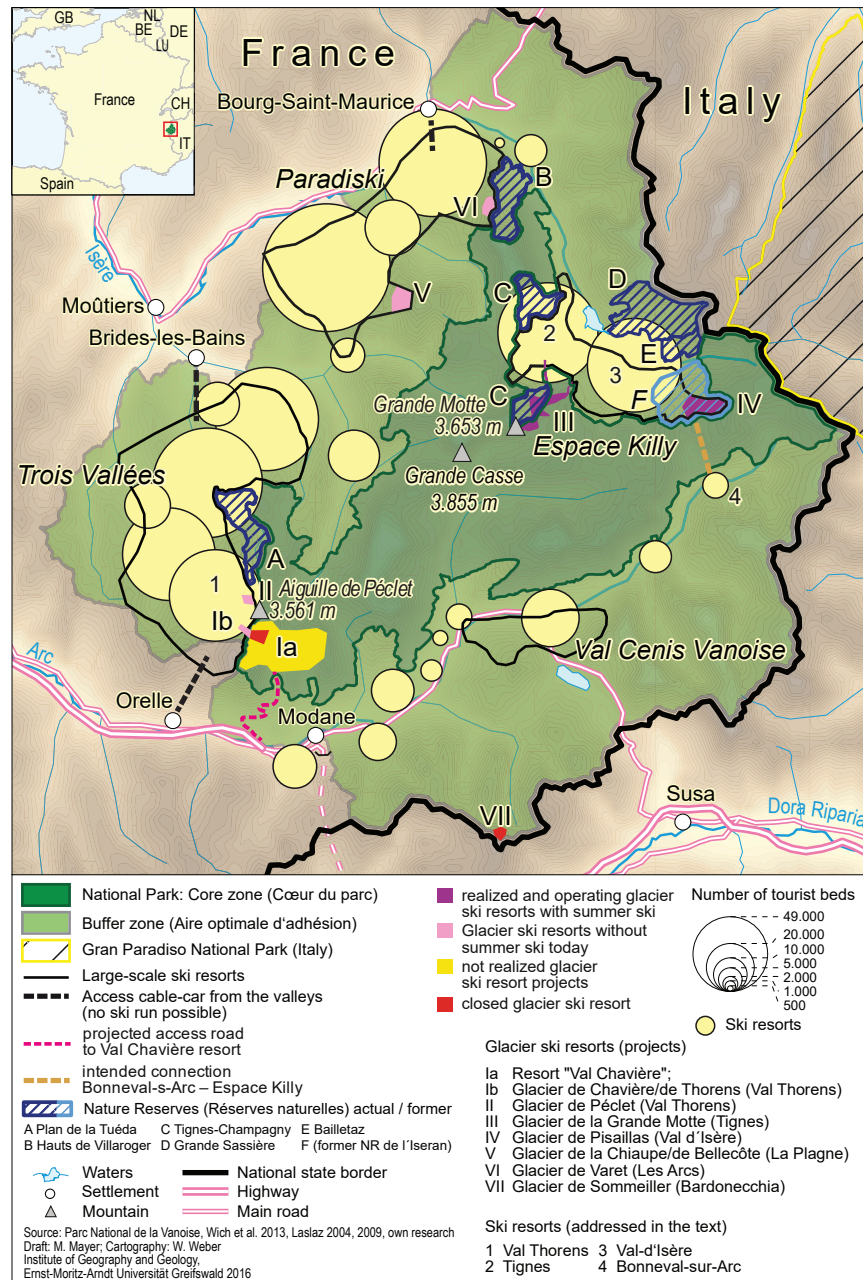 GB
NL
BE
DE
LU
France
CH
IT
Spain
France
Italy
Bourg-Saint-Maurice
Paradiski
B
VI
Isère
V
C
D
Moûtiers
Brides-les-Bains
2
E
3
F
IV
C
Grande Motte
3.653 m
III
Espace Killy
Trois Vallées
Grande Casse
3.855 m
4
A
1
II
Aiguille de Péclet
3.561 m
Ib
Ia
Val Cenis Vanoise
Arc
Orelle
Modane
Susa
VII
Dora Riparia
National Park: Core zone (Cœur du parc)
Buffer zone (Aire optimale d'adhésion)
Gran Paradiso National Park (Italy)
Large-scale ski resorts
Access cable-car from the valleys
(no ski run possible)
projected access road
to Val Chavière resort
intended connection
Bonneval-s-Arc – Espace Killy
Nature Reserves (Réserves naturelles) actual / former
A Plan de la Tuéda C Tignes-Champagny E Bailletaz
B Hauts de Villaroger D Grande Sassière F (former NR de l´Iseran)
Waters National state border
Settlement Highway
Mountain Main road
Source: Parc National de la Vanoise, Wich et al. 2013, Laslaz 2004, 2009, own research
Draft: M. Mayer; Cartography: W. Weber
Institute of Geography and Geology,
Ernst-Moritz-Arndt Universität Greifswald 2016
realized and operating glacier
ski resorts with summer ski
Glacier ski resorts without
summer ski today
not realized glacier
ski resort projects
closed glacier ski resort
Number of tourist beds
49.000
20.000
10.000
5.000
2.000
1.000
500
Ski resorts
Glacier ski resorts (projects)
Ia Resort "Val Chavière";
Ib Glacier de Chavière/de Thorens (Val Thorens)
II Glacier de Péclet (Val Thorens)
III Glacier de la Grande Motte (Tignes)
IV Glacier de Pisaillas (Val d´Isère)
V Glacier de la Chiaupe/de Bellecôte (La Plagne)
VI Glacier de Varet (Les Arcs)
VII Glacier de Sommeiller (Bardonecchia)
Ski resorts (addressed in the text)
1 Val Thorens 3 Val-d'Isère
2 Tignes 4 Bonneval-sur-Arc